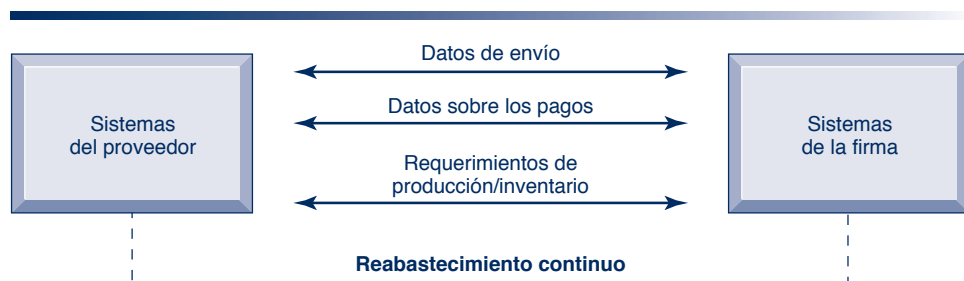 Datos de envío
Datos sobre los pagos
Sistemas
del proveedor
Sistemas
de la firma
Requerimientos de
producción/inventario
Reabastecimiento continuo